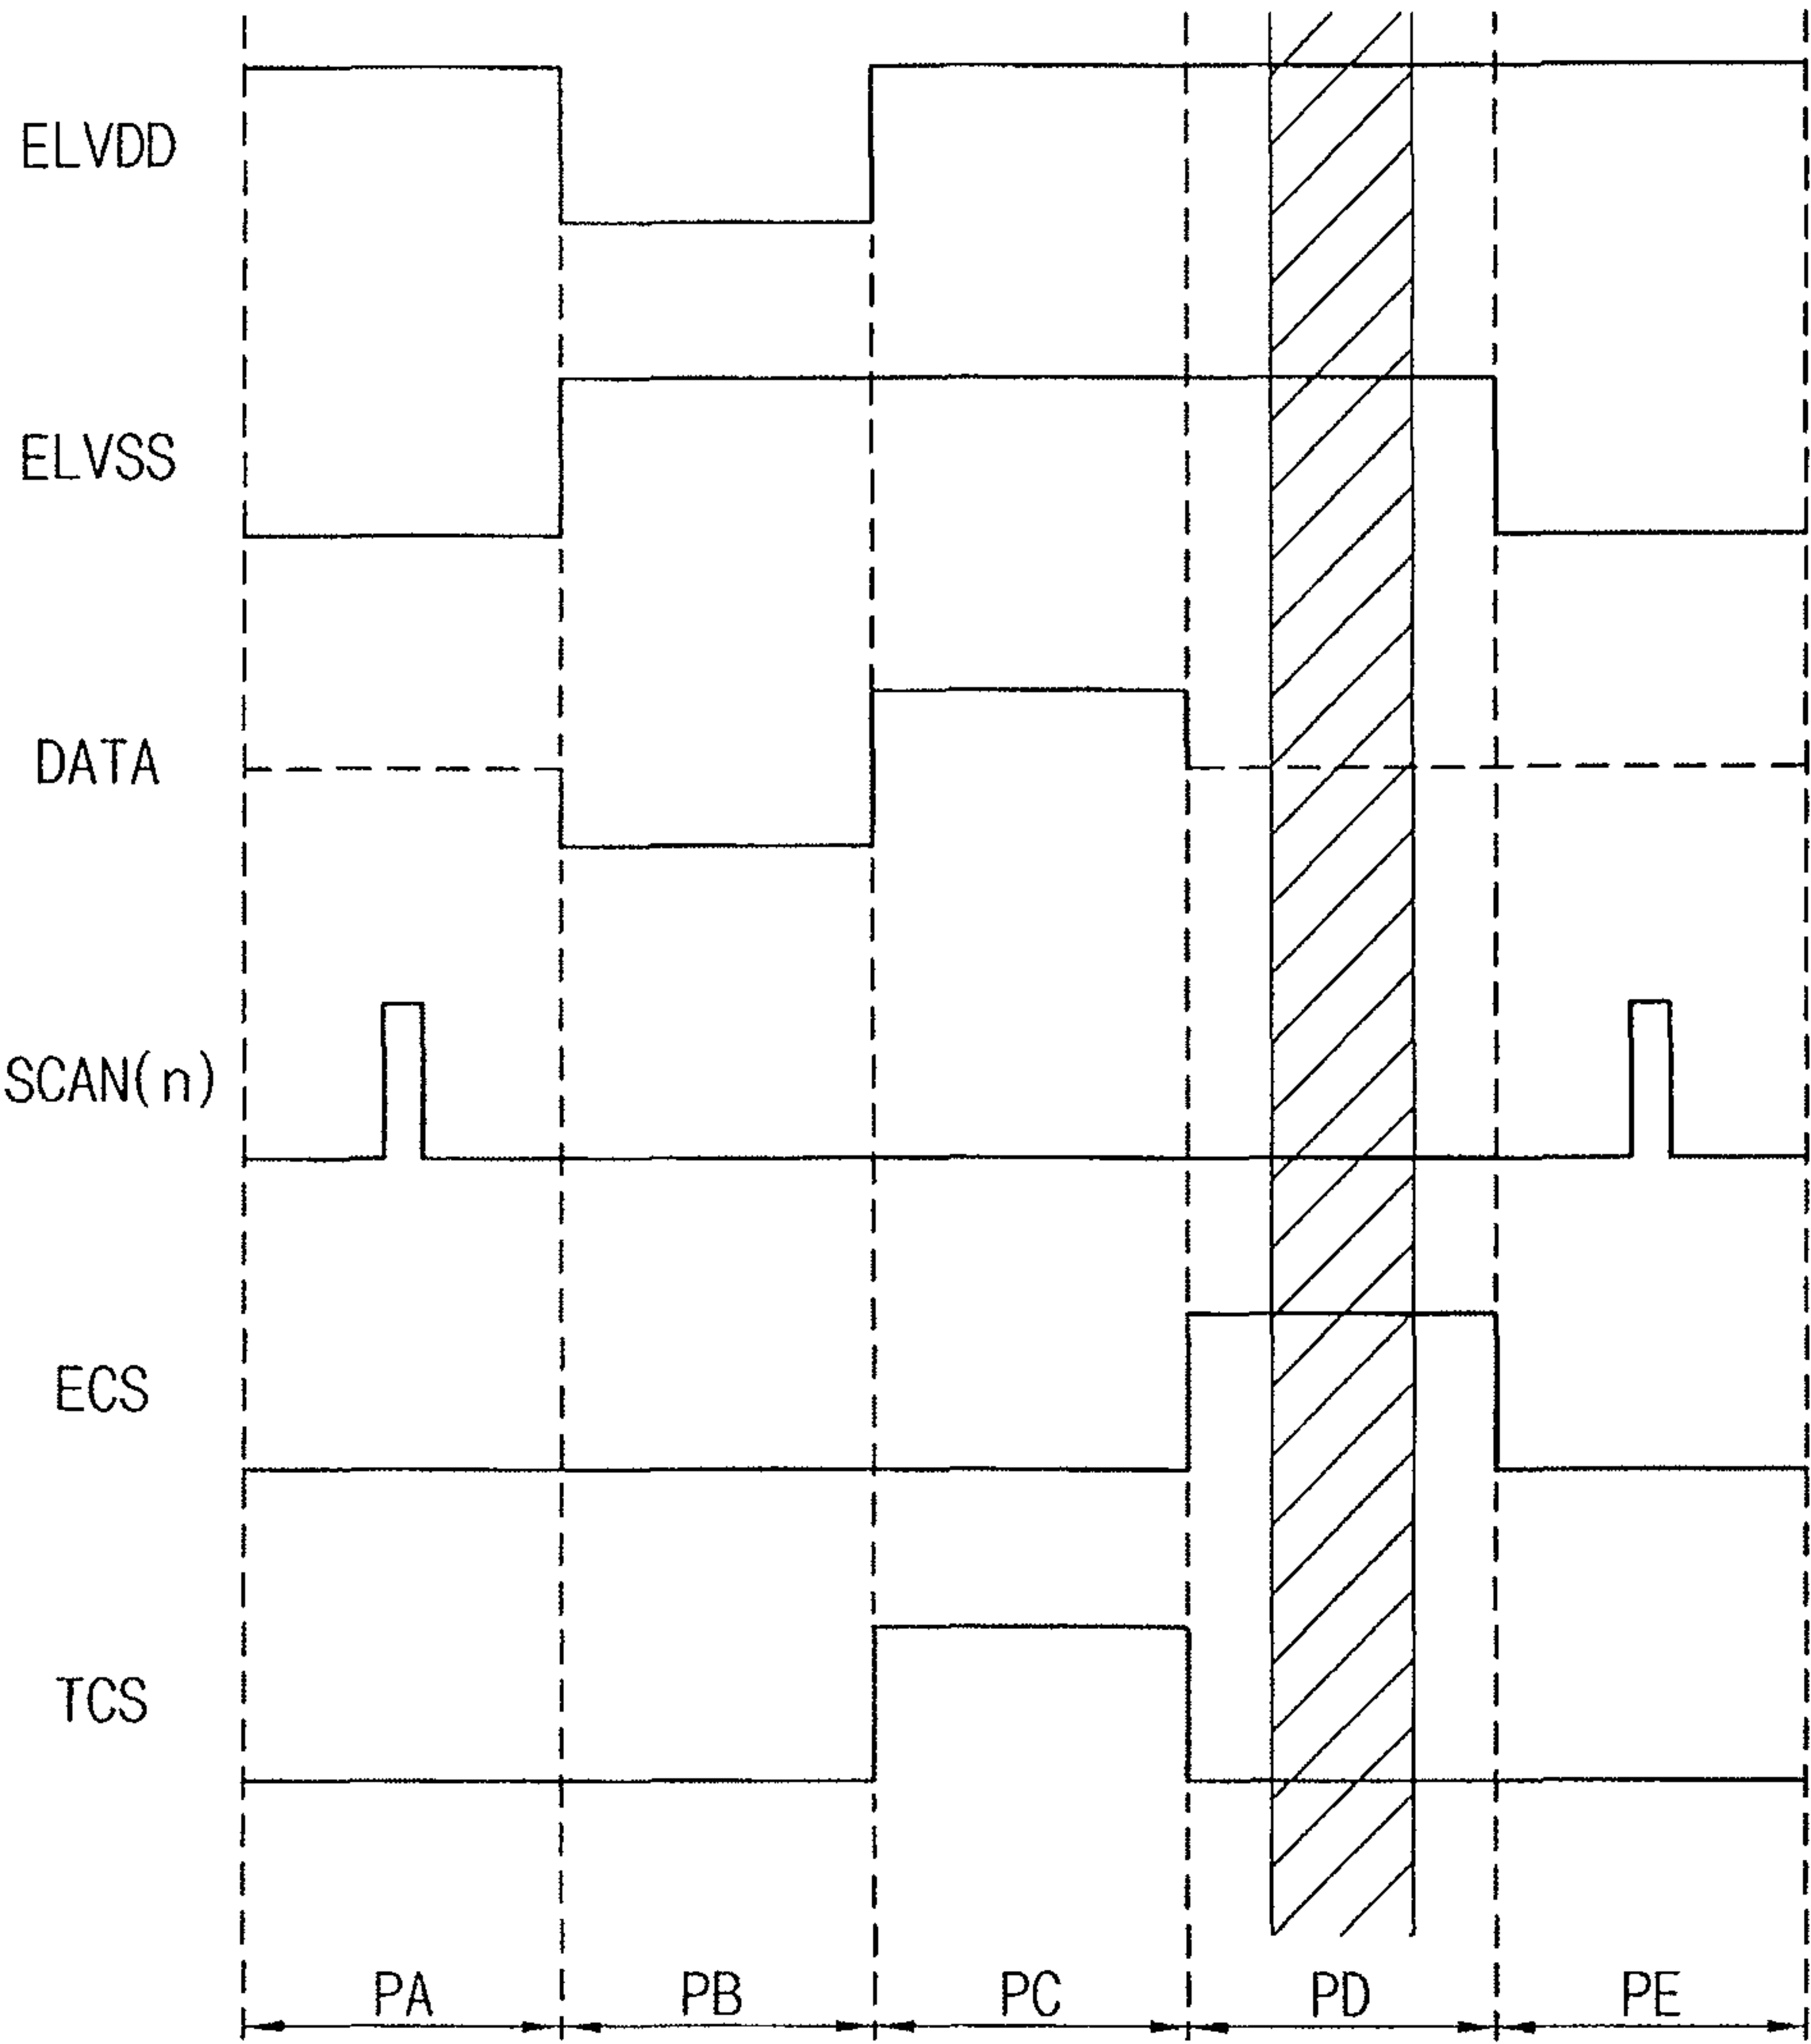 ELVDD
ELVSS
DATA
SCAN(n)
ECS
TCS
PA PB PC PD PE